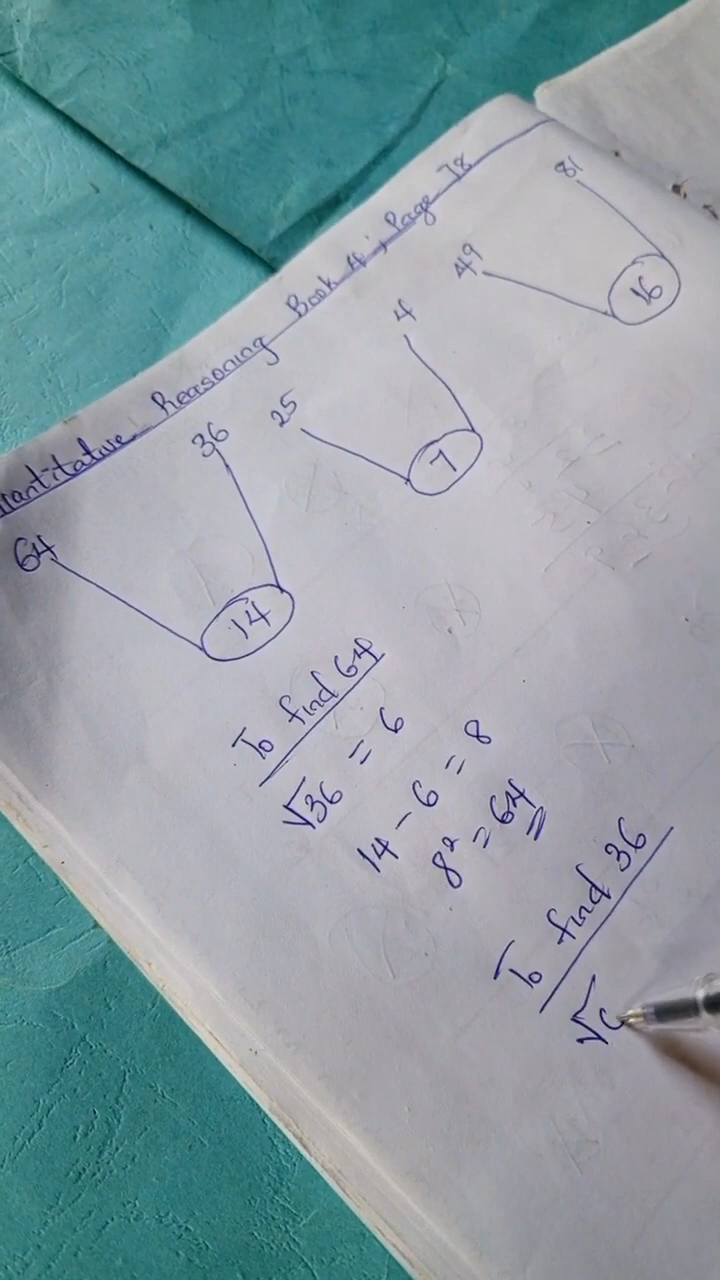 Quantitative Reasoning Book 4, Page 78
64 36
14
25 4
7
49 81
16
To find 64
√36 = 6
14 - 6 = 8
8² = 64
To find 36
√